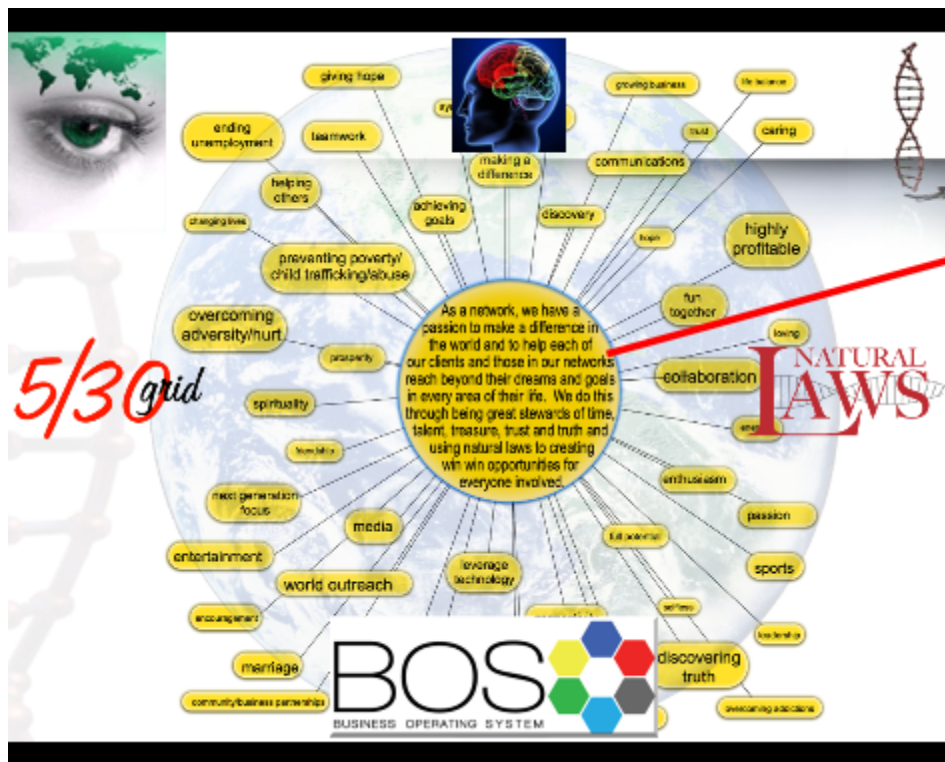 giving hope
growing business
life balance
ending
unemployment
teamwork
trust
caring
making a
difference
communications
helping
others
achieving
goals
discovery
changing lives
hope
highly
profitable
preventing poverty/
child trafficking/abuse
fun
together
overcoming
adversity/hurt
As a network, we have a
passion to make a difference in
the world and to help each of
our clients and those in our networks
reach beyond their dreams and goals
in every area of their life. We do this
through being great stewards of time,
talent, treasure, trust and truth and
using natural laws to creating
win win opportunities for
everyone involved.
loving
prosperity
collaboration
NATURAL
LAWS
5/30 grid
spirituality
friendship
enthusiasm
next generation
focus
media
passion
full potential
entertainment
leverage
technology
sports
world outreach
encouragement
selfless
leadership
marriage
discovering
truth
community/business partnerships
overcoming addictions
BOS
BUSINESS OPERATING SYSTEM